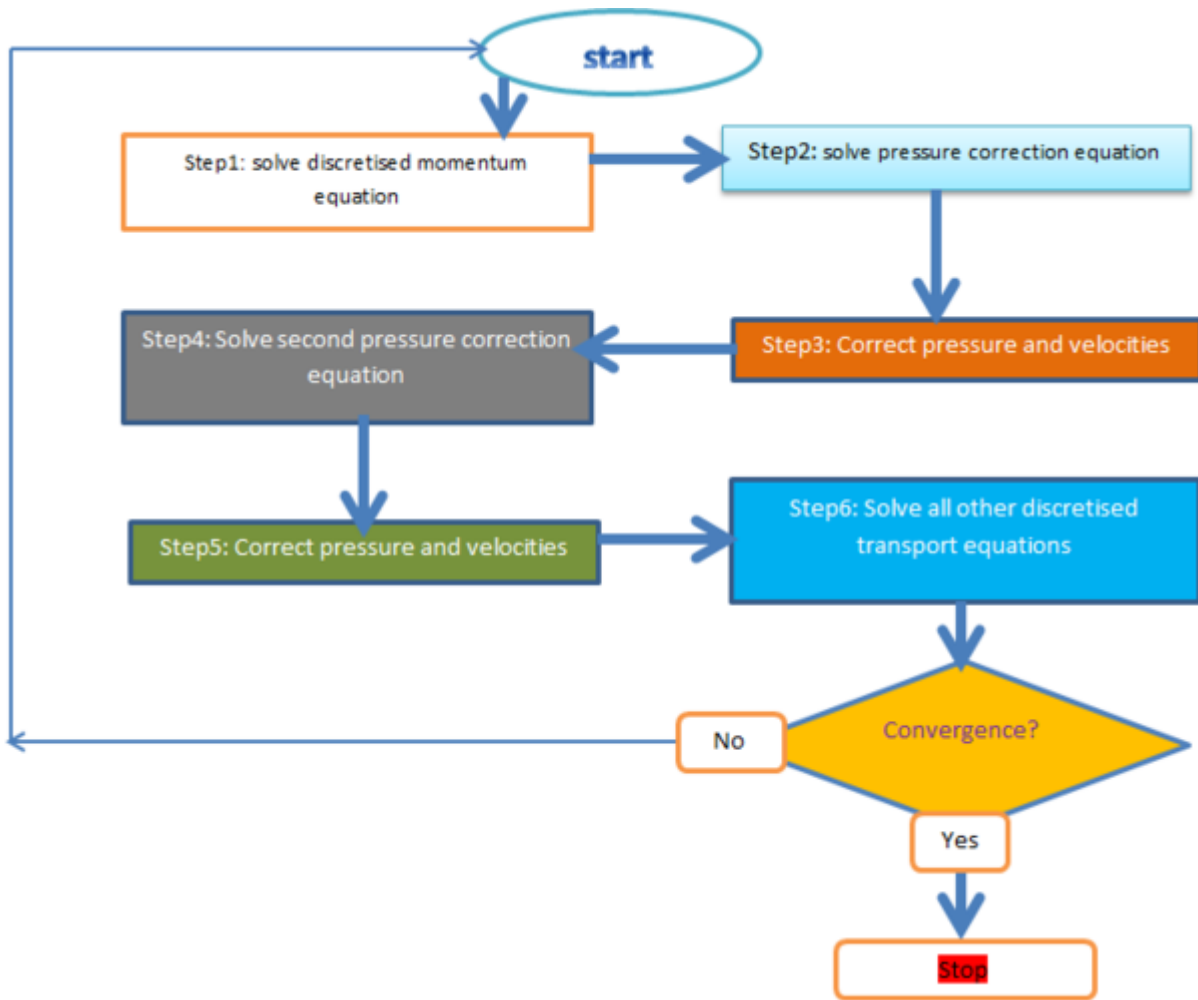 start
Step1: solve discretised momentum
equation
Step2: solve pressure correction equation
Step3: Correct pressure and velocities
Step4: Solve second pressure correction
equation
Step5: Correct pressure and velocities
Step6: Solve all other discretised
transport equations
Convergence?
No
Yes
Stop